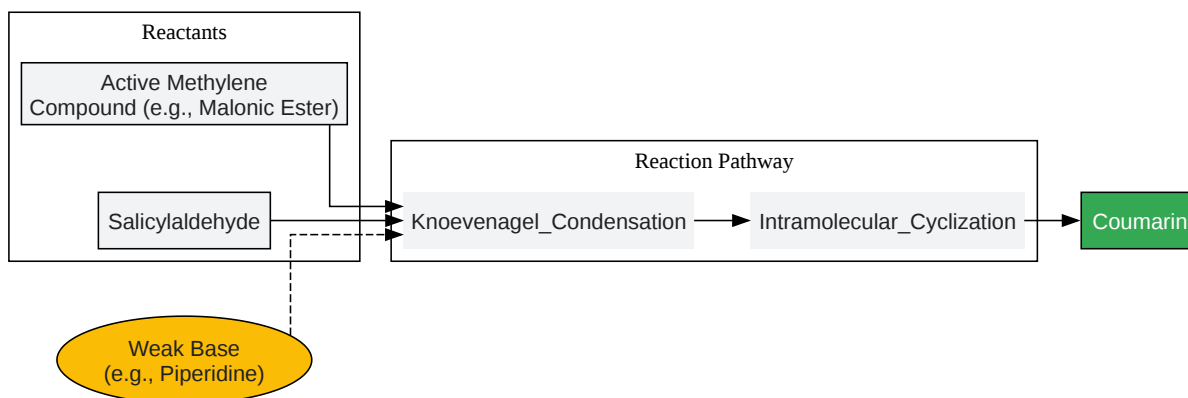 Reactants
Active Methylene
Compound (e.g., Malonic Ester)
Salicylaldehyde
Weak Base
(e.g., Piperidine)
Reaction Pathway
Knoevenagel_Condensation
Intramolecular_Cyclization
Coumarin